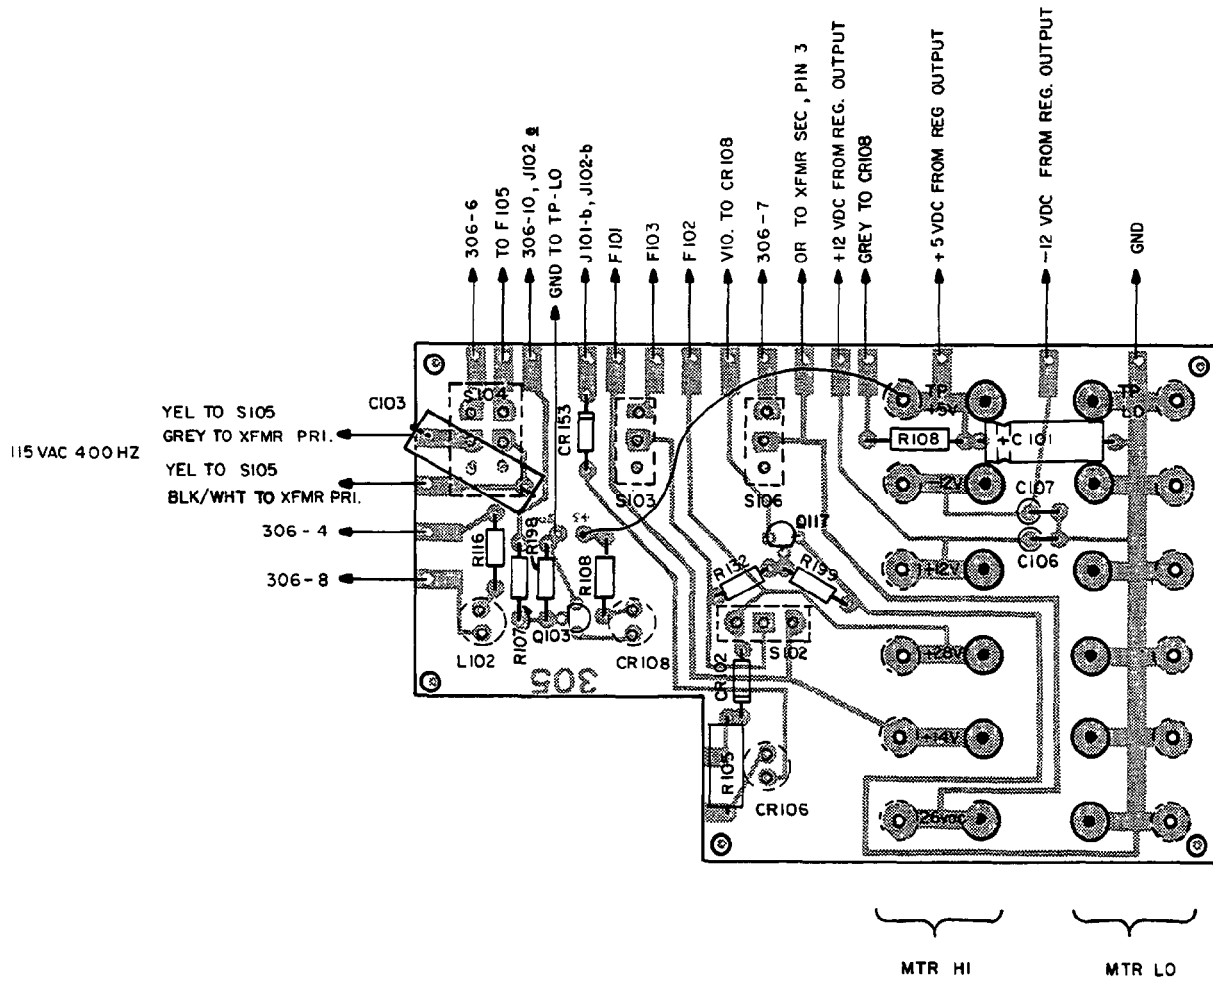 306-6
TO F105
306-10, J102 e
GND TO TP-LO
J101-b, J102-b
F101
F103
F102
VIO. TO CR108
306-7
OR TO XFMR SEC, PIN 3
+12 VDC FROM REG. OUTPUT
GREY TO CR108
+5VDC FROM REG OUTPUT
-12 VDC FROM REG. OUTPUT
GND
115 VAC 400 HZ
YEL TO S105
GREY TO XFMR PRI.
YEL TO S105
BLK/WHT TO XFMR PRI.
306-4
306-8
C103
S104
CR153
S103
S106
TP
+5V
TP
LO
R108
+C101
-12V
C107
C106
+12V
Q117
R132
R199
R116
R198
+5
R108
R107
Q103
L102
CR108
305
CR102
S102
+28V
+14V
R105
CR106
26VDC
MTR HI
MTR LO